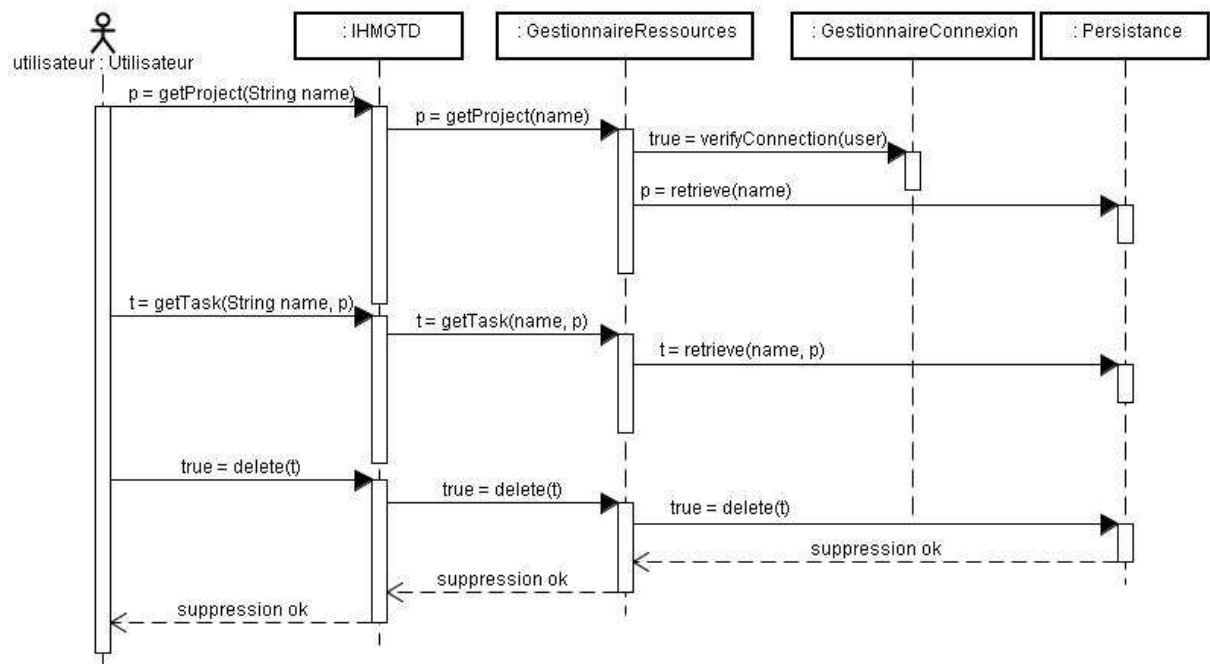 : IHMGTD
: GestionnaireRessources
: GestionnaireConnexion
: Persistance
utilisateur : Utilisateur
p = getProject(String name)
p = getProject(name)
true = verifyConnection(user)
p = retrieve(name)
t = getTask(String name, p)
t = getTask(name, p)
t = retrieve(name, p)
true = delete(t)
true = delete(t)
true = delete(t)
suppression ok
suppression ok
suppression ok